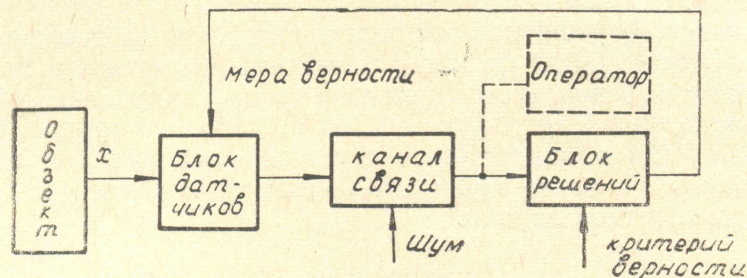 мера верности
Оператор
Объект
x
Блок
дат-
чиков
канал
связи
Блок
решений
Шум
критерий
верности